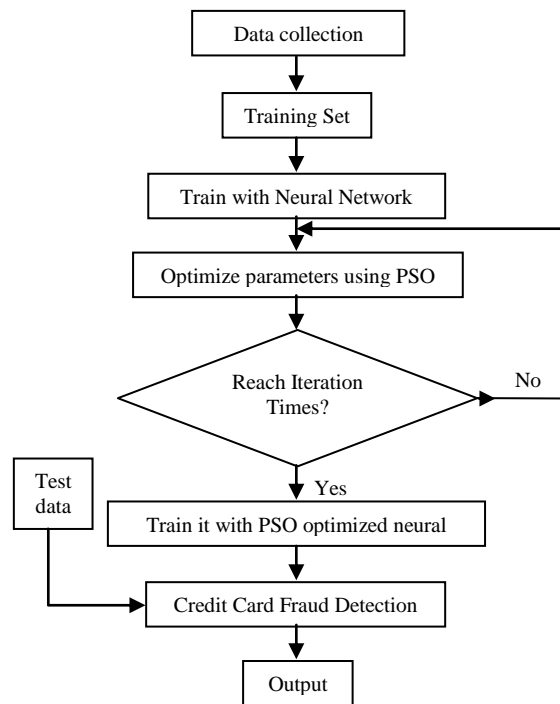 Data collection
Training Set
Train with Neural Network
Optimize parameters using PSO
Reach Iteration
Times?
No
Yes
Test
data
Train it with PSO optimized neural
Credit Card Fraud Detection
Output